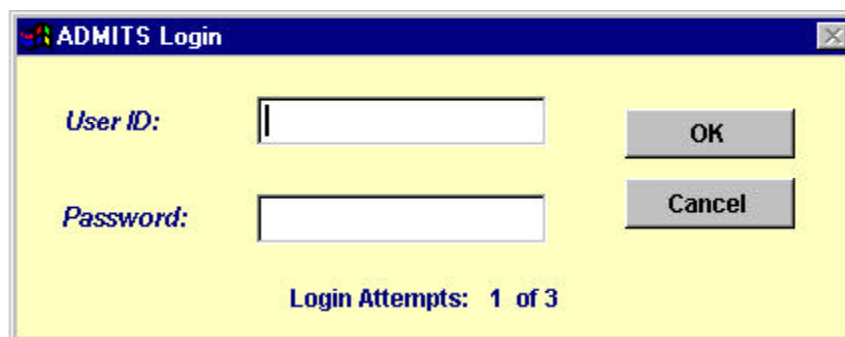 ADMITS Login
User ID:
OK
Password:
Cancel
Login Attempts: 1 of 3